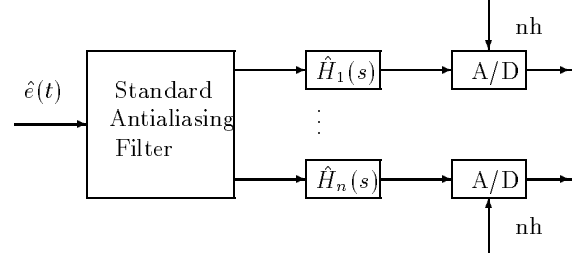 nh
ê(t)
Standard
Antialiasing
Filter
Ĥ₁(s)
A/D
⋮
Ĥₙ(s)
A/D
nh